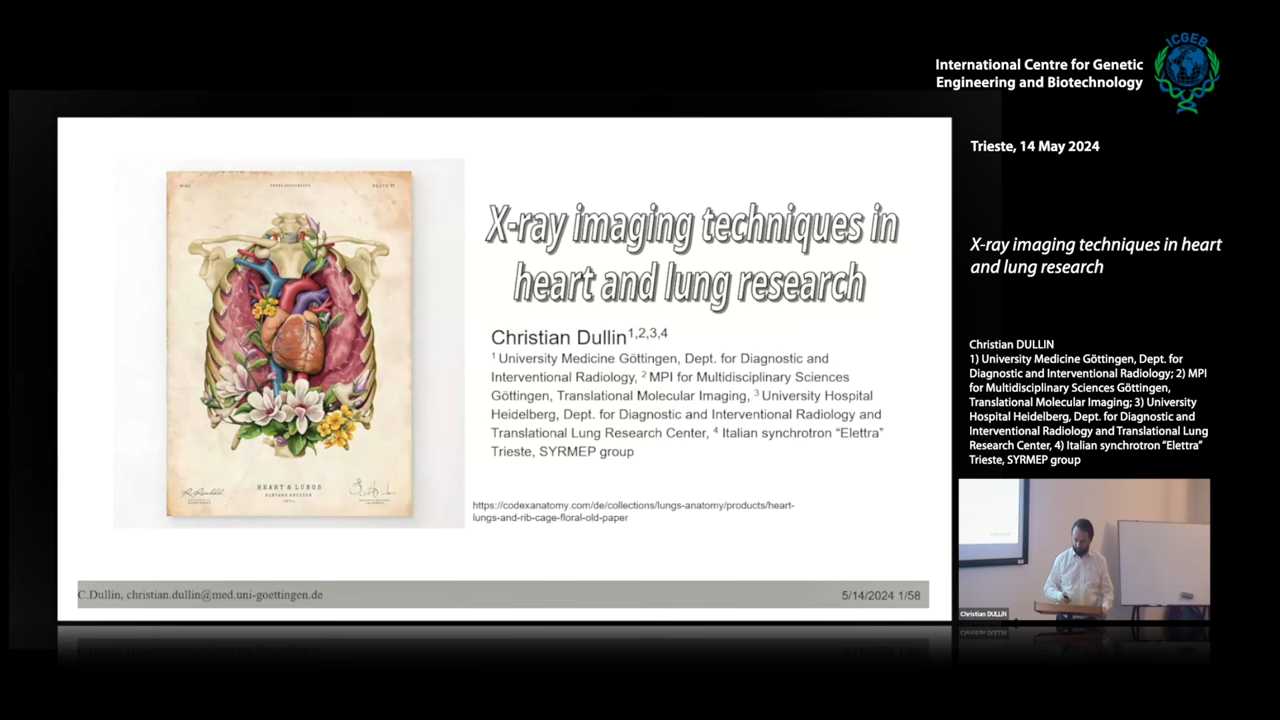 International Centre for Genetic
Engineering and Biotechnology
ICGEB
Trieste, 14 May 2024
X-ray imaging techniques in heart
and lung research
Christian DULLIN
1) University Medicine Göttingen, Dept. for
Diagnostic and Interventional Radiology; 2) MPI
for Multidisciplinary Sciences Göttingen,
Translational Molecular Imaging; 3) University
Hospital Heidelberg, Dept. for Diagnostic and
Interventional Radiology and Translational Lung
Research Center, 4) Italian synchrotron "Elettra"
Trieste, SYRMEP group
Christian DULLIN
X-ray imaging techniques in
heart and lung research
Christian Dullin1,2,3,4
1 University Medicine Göttingen, Dept. for Diagnostic and
Interventional Radiology, 2 MPI for Multidisciplinary Sciences
Göttingen, Translational Molecular Imaging, 3 University Hospital
Heidelberg, Dept. for Diagnostic and Interventional Radiology and
Translational Lung Research Center, 4 Italian synchrotron “Elettra”
Trieste, SYRMEP group
https://codexanatomy.com/de/collections/lungs-anatomy/products/heart-
lungs-and-rib-cage-floral-old-paper
HEART & LUNGS
C.Dullin, christian.dullin@med.uni-goettingen.de
5/14/2024 1/58